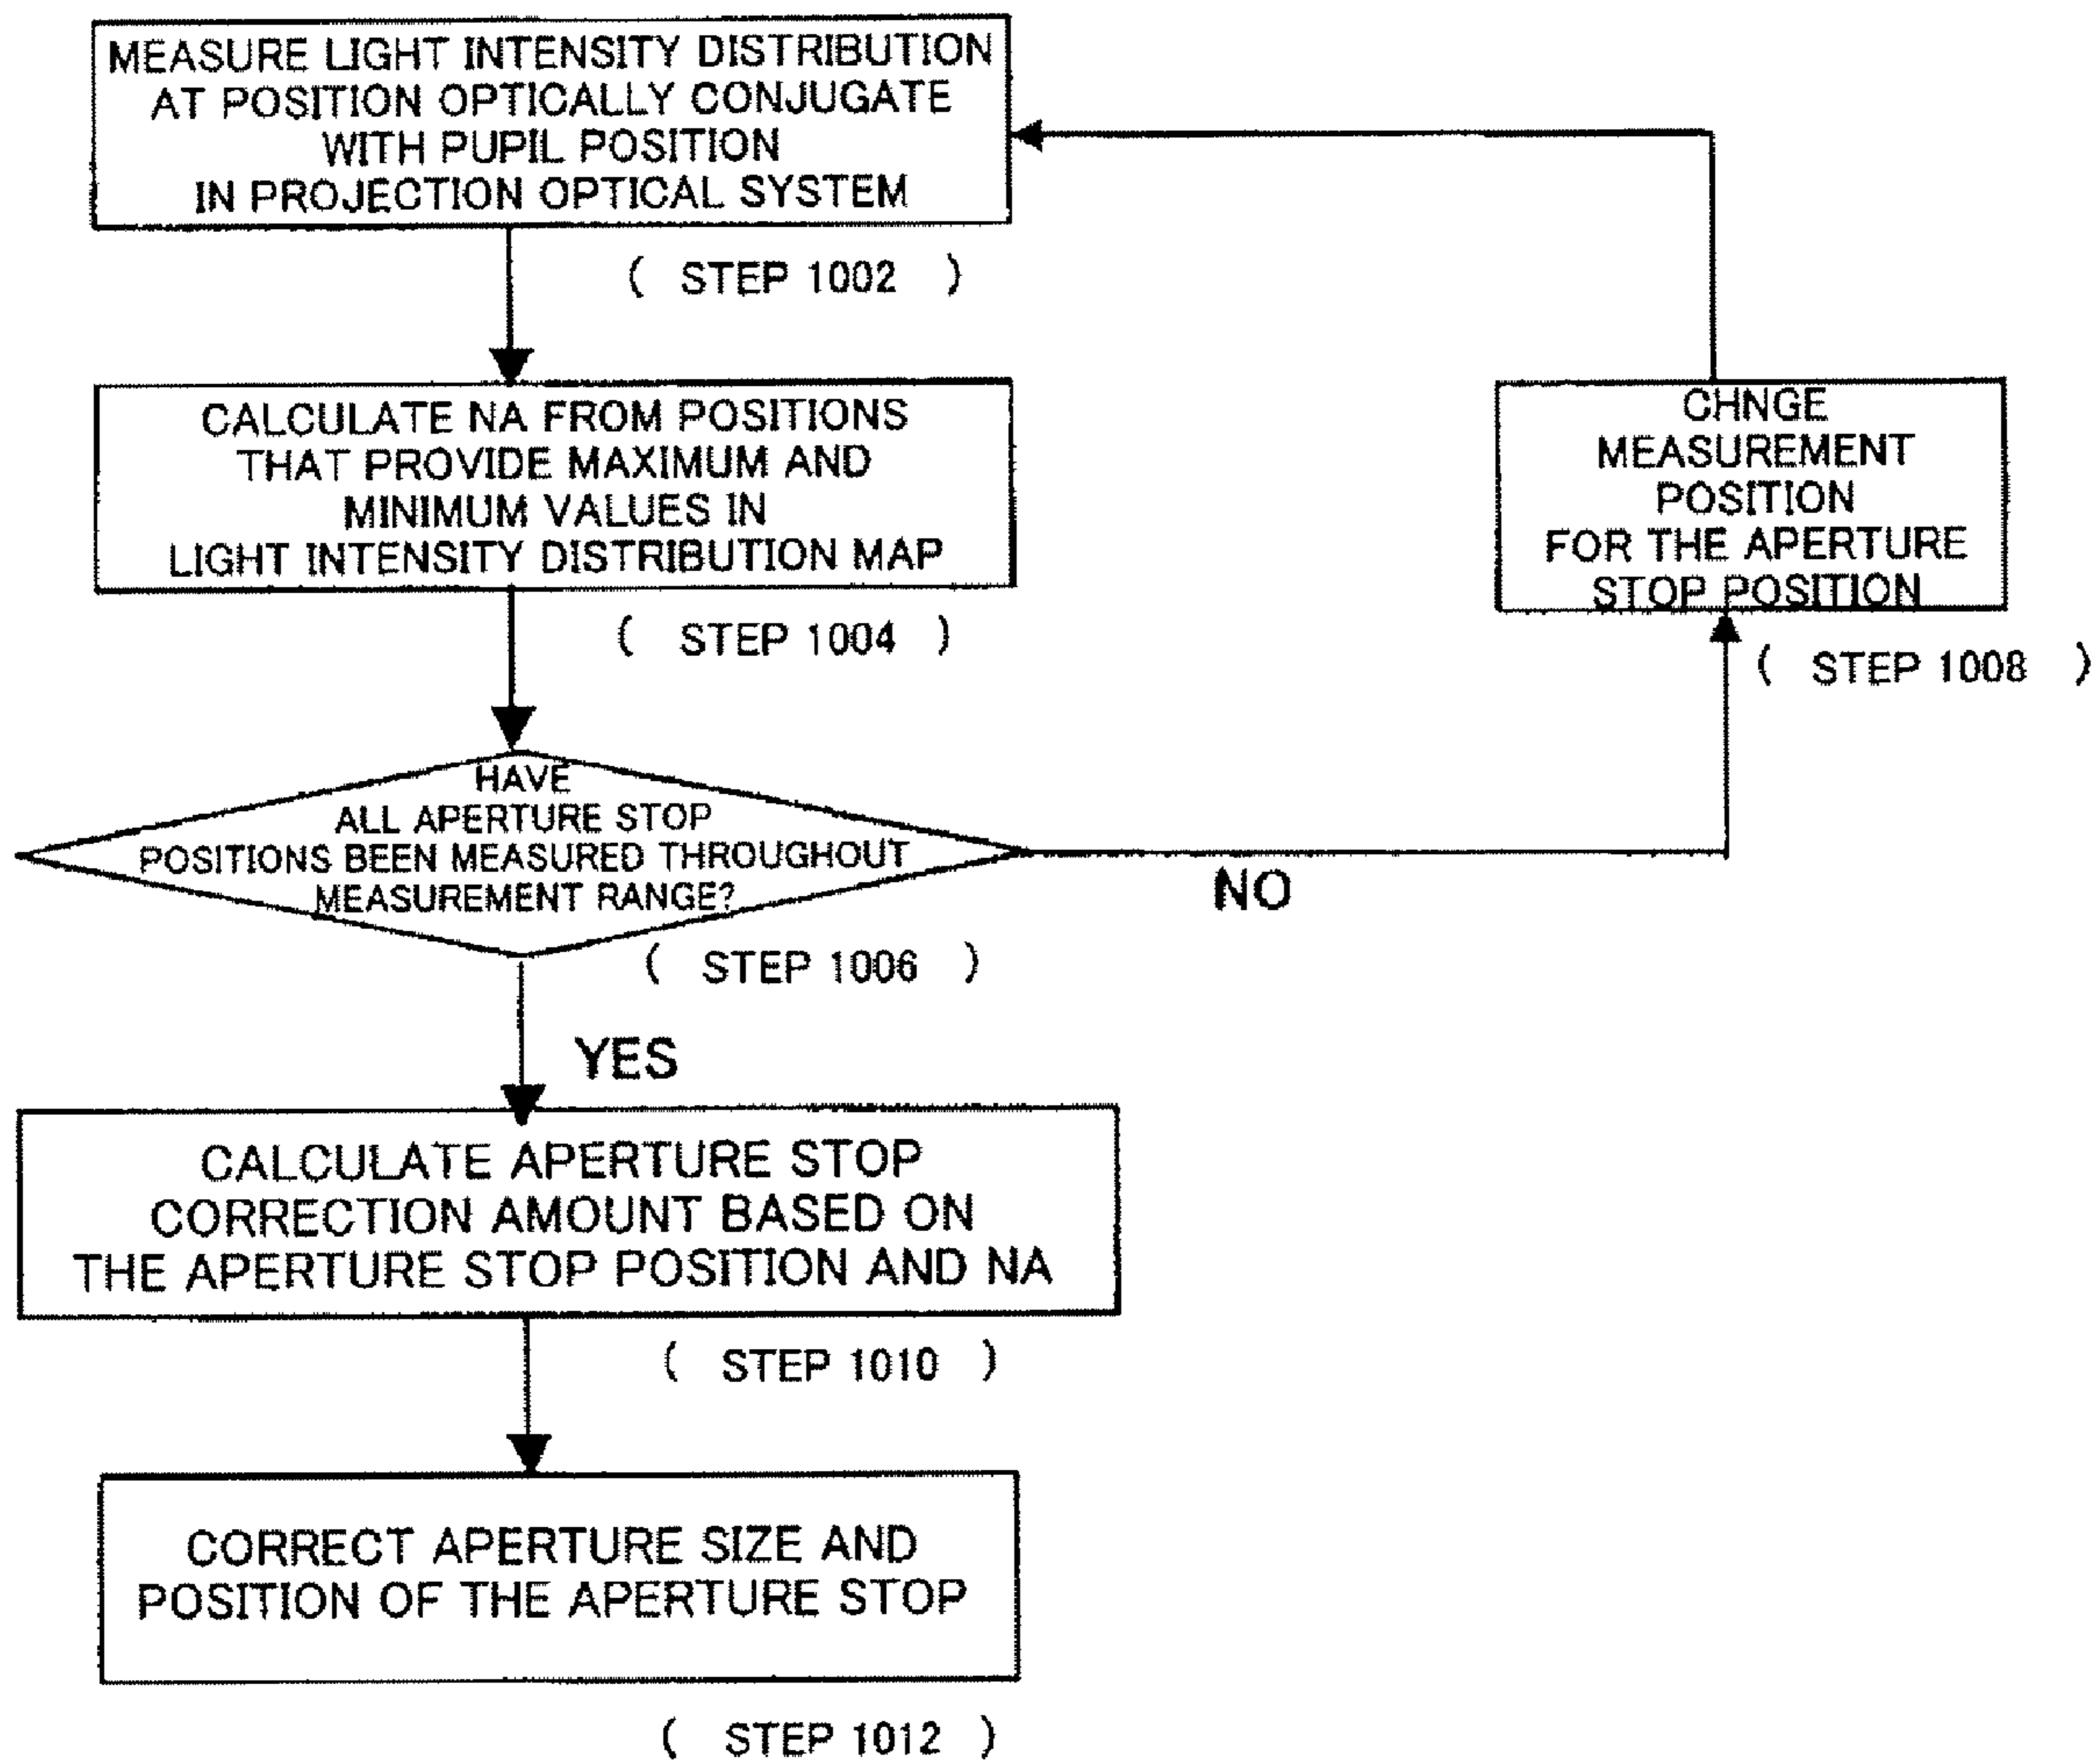 MEASURE LIGHT INTENSITY DISTRIBUTION
AT POSITION OPTICALLY CONJUGATE
WITH PUPIL POSITION
IN PROJECTION OPTICAL SYSTEM
( STEP 1002 )
CALCULATE NA FROM POSITIONS
THAT PROVIDE MAXIMUM AND
MINIMUM VALUES IN
LIGHT INTENSITY DISTRIBUTION MAP
( STEP 1004 )
CHNGE
MEASUREMENT
POSITION
FOR THE APERTURE
STOP POSITION
( STEP 1008 )
HAVE
ALL APERTURE STOP
POSITIONS BEEN MEASURED THROUGHOUT
MEASUREMENT RANGE?
NO
( STEP 1006 )
YES
CALCULATE APERTURE STOP
CORRECTION AMOUNT BASED ON
THE APERTURE STOP POSITION AND NA
( STEP 1010 )
CORRECT APERTURE SIZE AND
POSITION OF THE APERTURE STOP
( STEP 1012 )